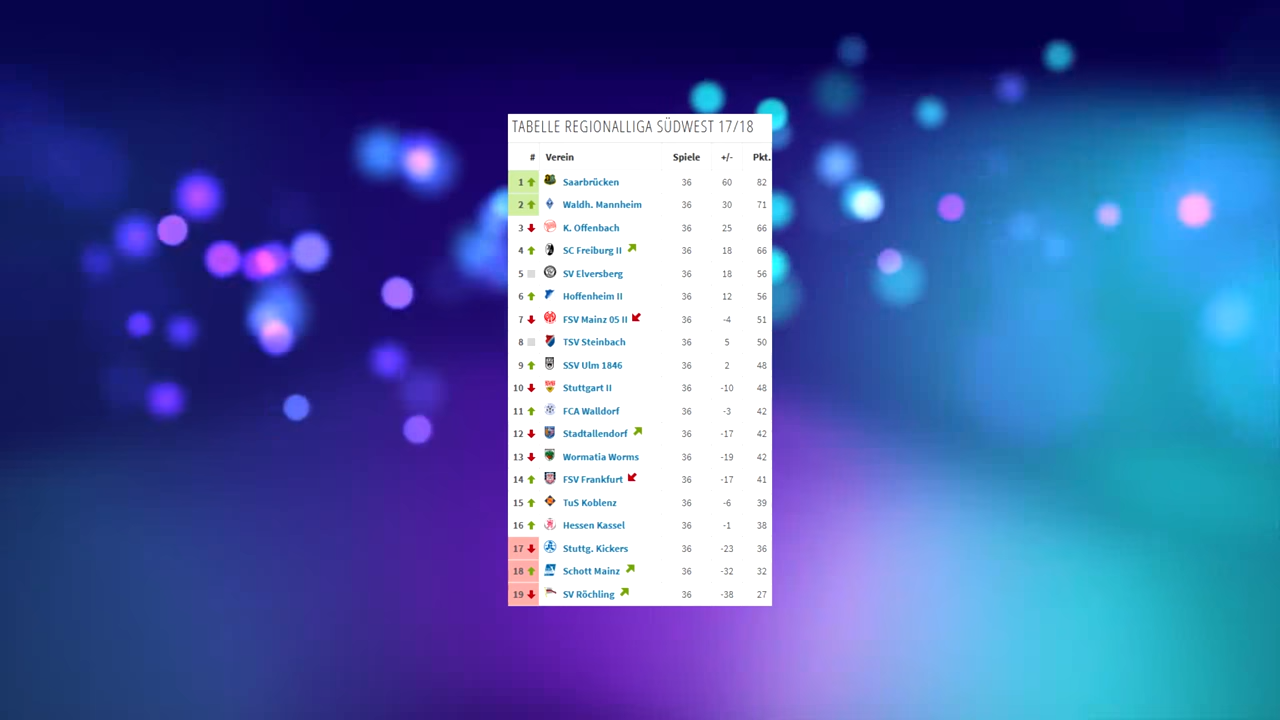 TABELLE REGIONALLIGA SÜDWEST 17/18
# Verein Spiele +/- Pkt.
1 Saarbrücken 36 60 82
2 Waldh. Mannheim 36 30 71
3 K. Offenbach 36 25 66
4 SC Freiburg II 36 18 66
5 SV Elversberg 36 18 56
6 Hoffenheim II 36 12 56
7 FSV Mainz 05 II 36 -4 51
8 TSV Steinbach 36 5 50
9 SSV Ulm 1846 36 2 48
10 Stuttgart II 36 -10 48
11 FCA Walldorf 36 -3 42
12 Stadtallendorf 36 -17 42
13 Wormatia Worms 36 -19 42
14 FSV Frankfurt 36 -17 41
15 TuS Koblenz 36 -6 39
16 Hessen Kassel 36 -1 38
17 Stuttg. Kickers 36 -23 36
18 Schott Mainz 36 -32 32
19 SV Röchling 36 -38 27